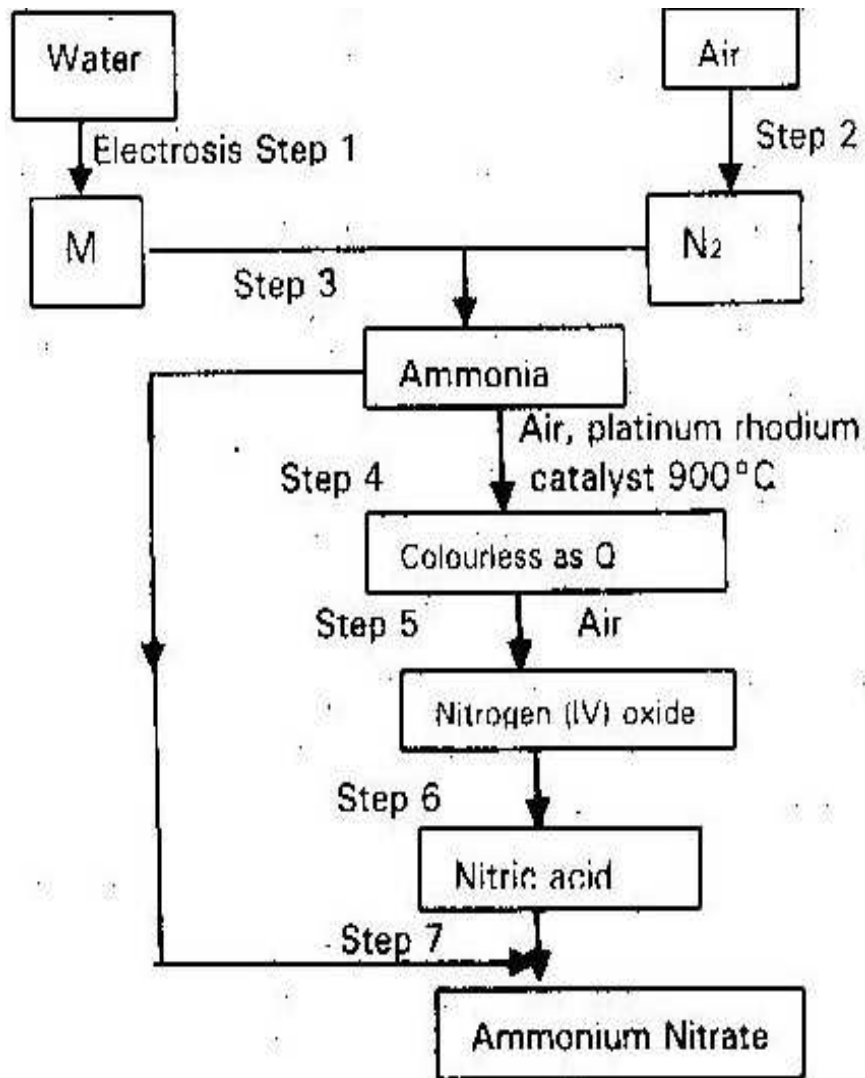 Water
Air
Electrosis Step 1
Step 2
M
N2
Step 3
Ammonia
Air, platinum rhodium
Step 4
catalyst 900°C
Colourless as Q
Step 5
Air
Nitrogen (IV) oxide
Step 6
Nitric acid
Step 7
Ammonium Nitrate